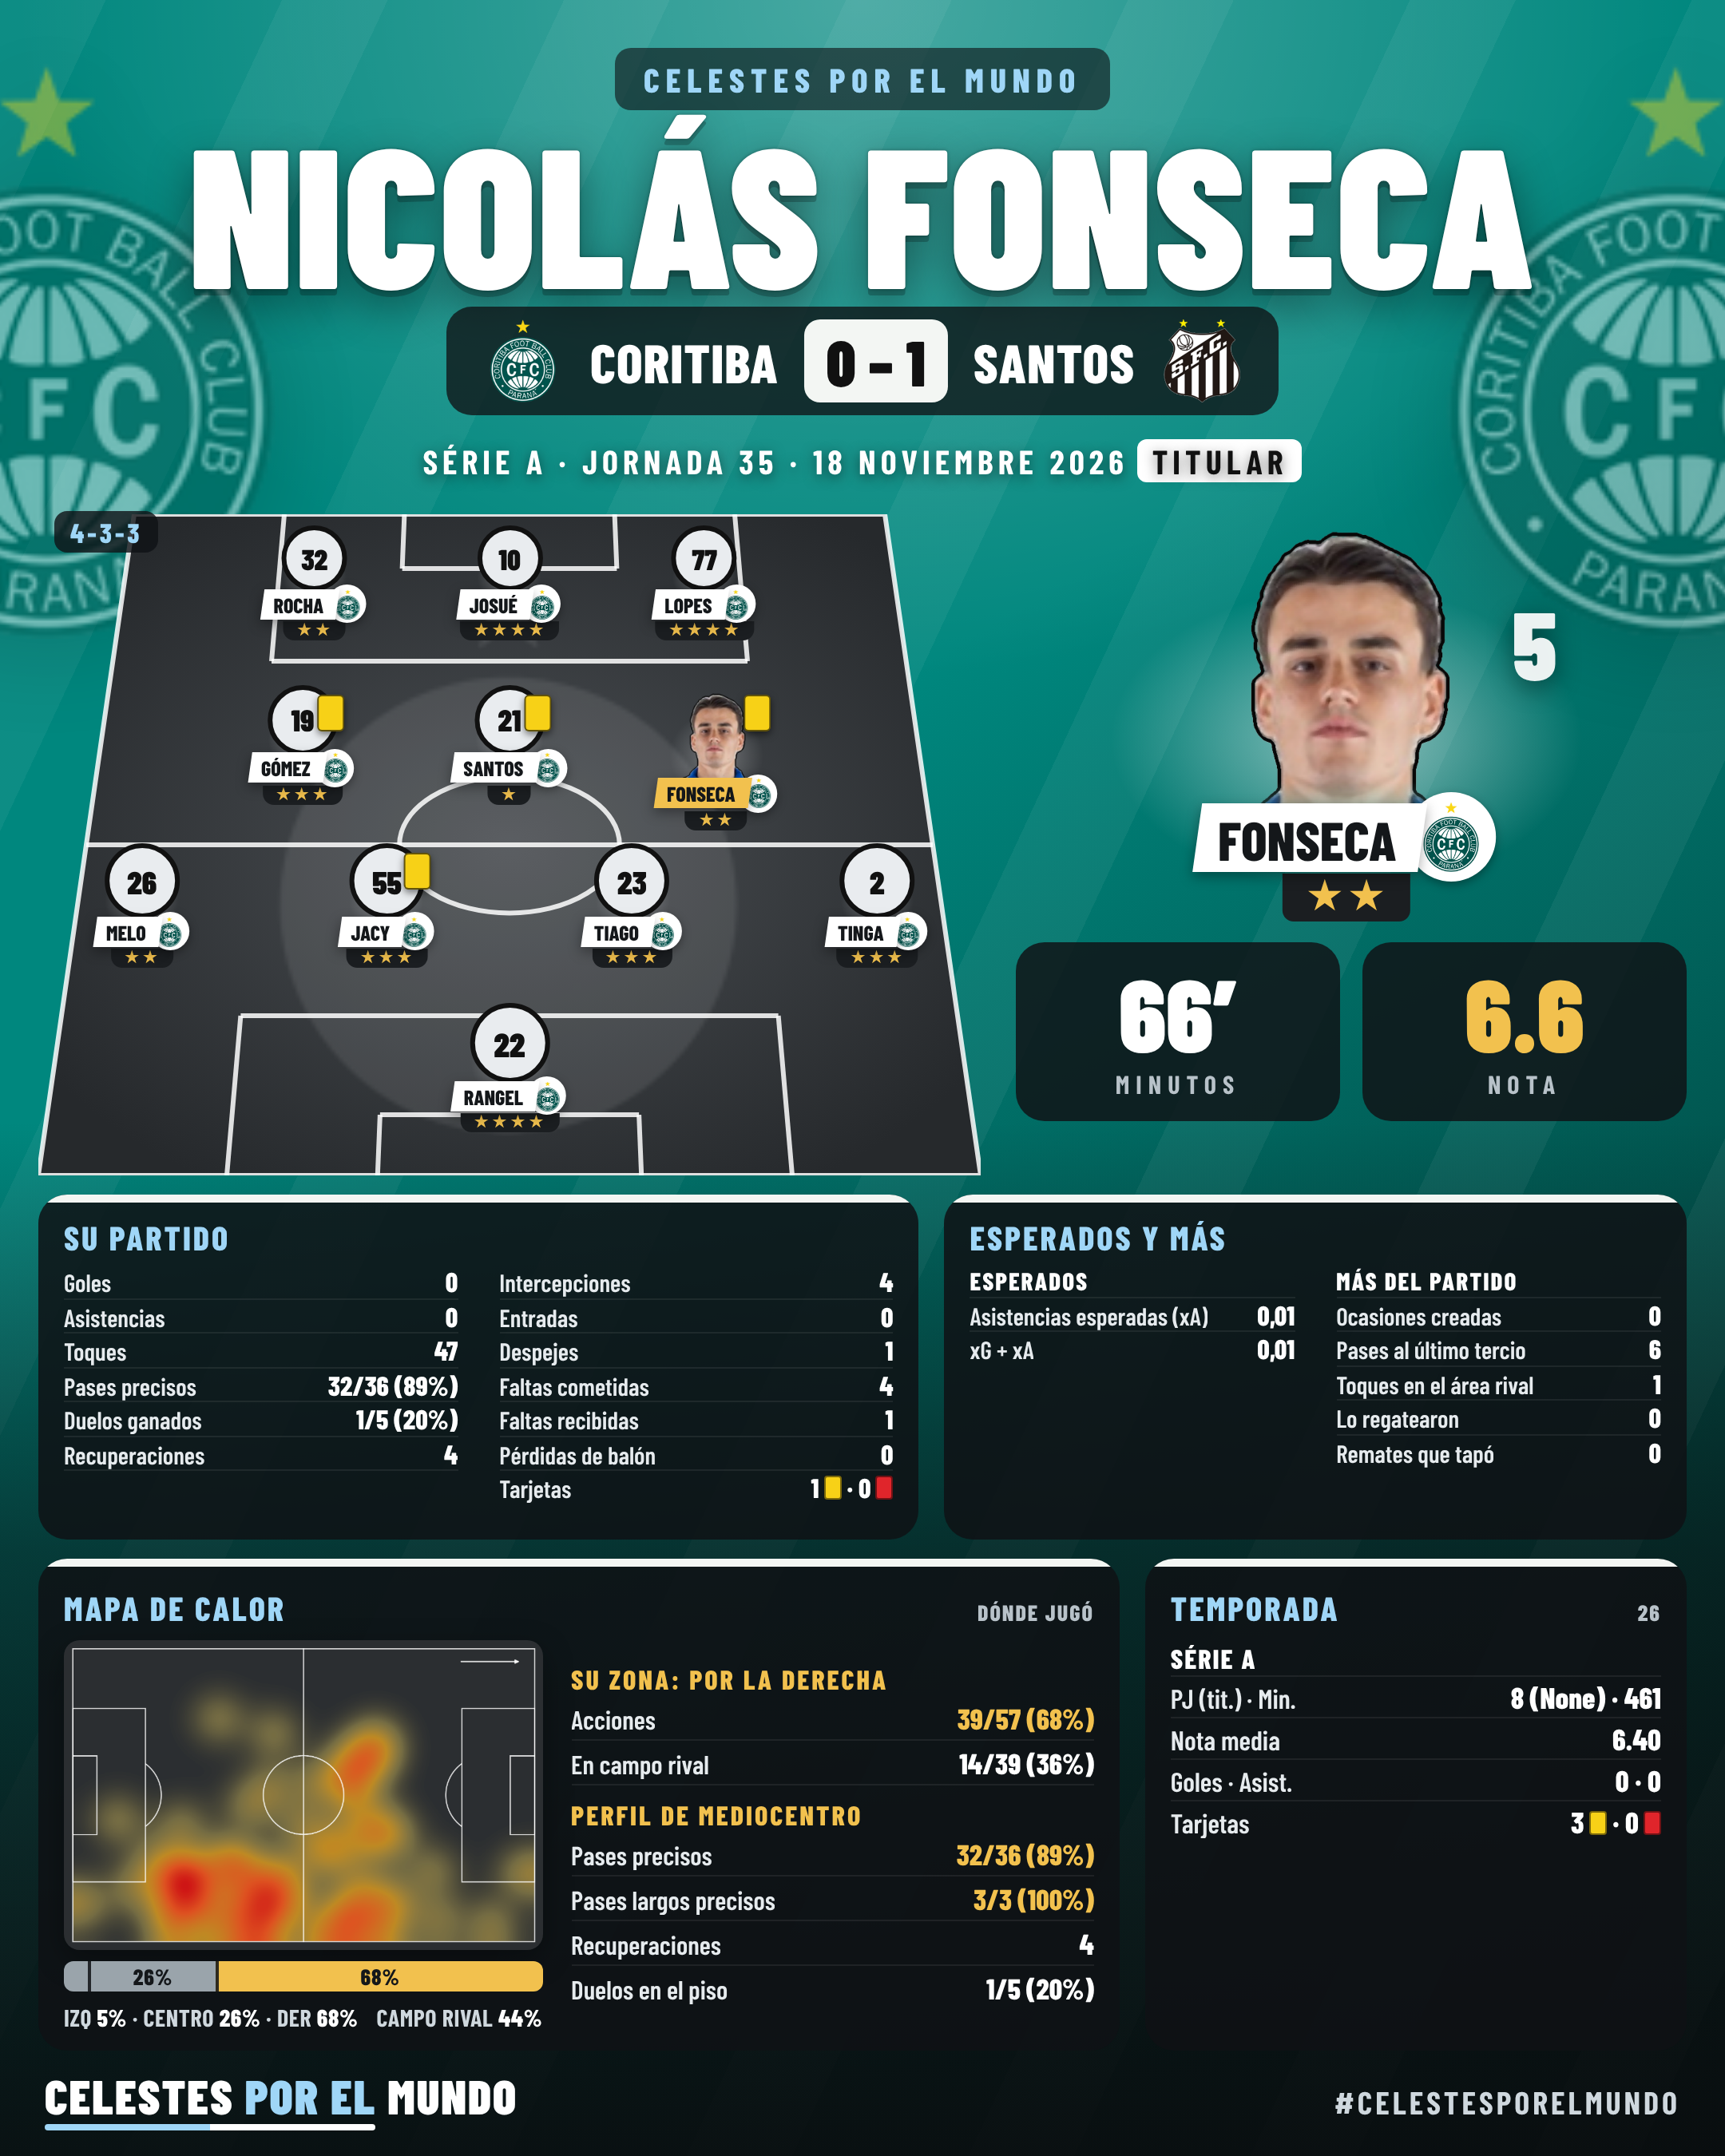 CELESTES POR EL MUNDO
NICOLÁS FONSECA
CORITIBA 0 - 1 SANTOS
SÉRIE A · JORNADA 35 · 18 NOVIEMBRE 2026 TITULAR
4-3-3
32 10 77
ROCHA JOSUÉ LOPES
19 21
GÓMEZ SANTOS FONSECA
26 55 23 2
MELO JACY TIAGO TINGA
22
RANGEL
5
FONSECA
66’ 6.6
MINUTOS NOTA
SU PARTIDO
Goles 0
Asistencias 0
Toques 47
Pases precisos 32/36 (89%)
Duelos ganados 1/5 (20%)
Recuperaciones 4
Intercepciones 4
Entradas 0
Despejes 1
Faltas cometidas 4
Faltas recibidas 1
Pérdidas de balón 0
Tarjetas 1 · 0
ESPERADOS Y MÁS
ESPERADOS
Asistencias esperadas (xA) 0,01
xG + xA 0,01
MÁS DEL PARTIDO
Ocasiones creadas 0
Pases al último tercio 6
Toques en el área rival 1
Lo regatearon 0
Remates que tapó 0
MAPA DE CALOR DÓNDE JUGÓ
26% 68%
IZQ 5% · CENTRO 26% · DER 68% CAMPO RIVAL 44%
SU ZONA: POR LA DERECHA
Acciones 39/57 (68%)
En campo rival 14/39 (36%)
PERFIL DE MEDIOCENTRO
Pases precisos 32/36 (89%)
Pases largos precisos 3/3 (100%)
Recuperaciones 4
Duelos en el piso 1/5 (20%)
TEMPORADA 26
SÉRIE A
PJ (tit.) · Min. 8 (None) · 461
Nota media 6.40
Goles · Asist. 0 · 0
Tarjetas 3 · 0
CELESTES POR EL MUNDO
#CELESTESPORELMUNDO
CORITIBA FOOT BALL CLUB
PARANÁ
CFC
S.F.C.